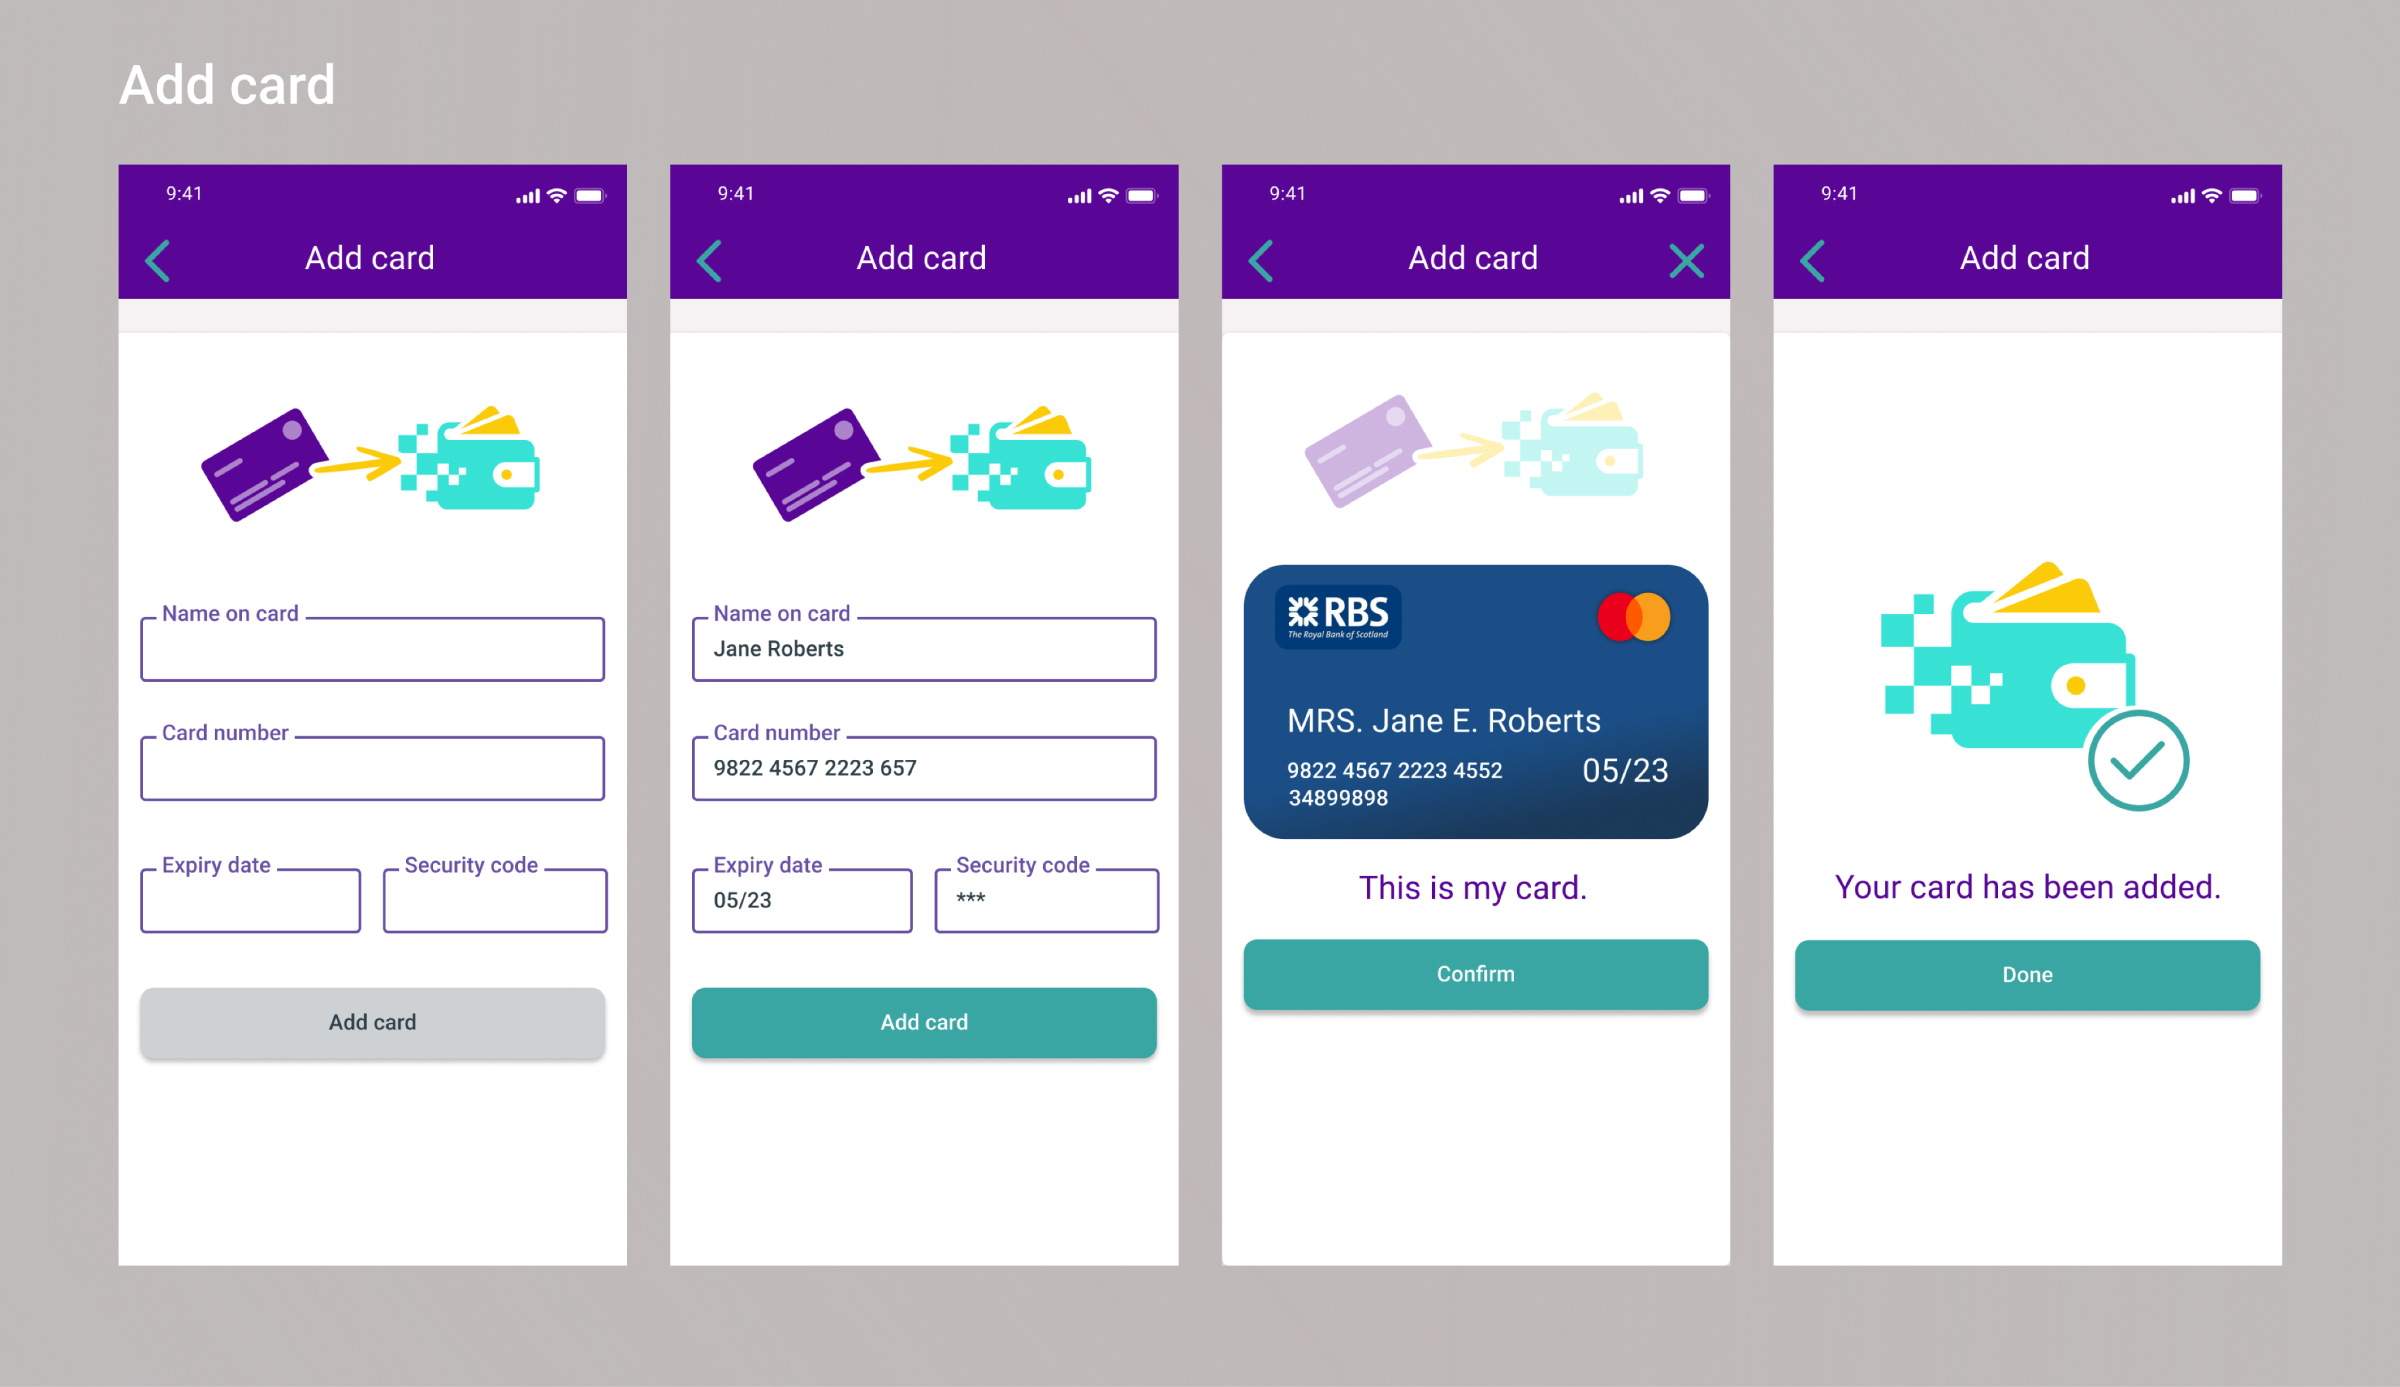 Add card
9:41
Add card
Name on card
Card number
Expiry date
Security code
Add card
9:41
Add card
Name on card
Jane Roberts
Card number
9822 4567 2223 657
Expiry date
05/23
Security code
***
Add card
9:41
Add card
RBS
The Royal Bank of Scotland
MRS. Jane E. Roberts
9822 4567 2223 4552
05/23
34899898
This is my card.
Confirm
9:41
Add card
Your card has been added.
Done